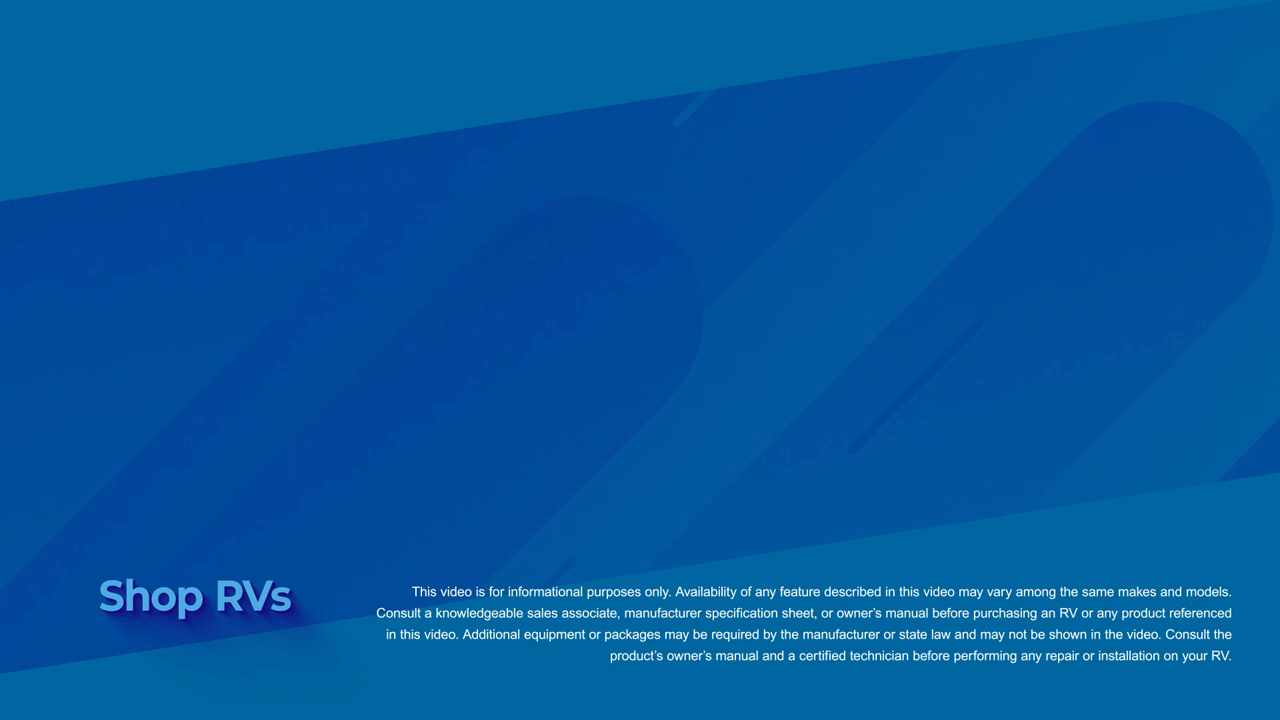 Shop RVs
This video is for informational purposes only. Availability of any feature described in this video may vary among the same makes and models.
Consult a knowledgeable sales associate, manufacturer specification sheet, or owner’s manual before purchasing an RV or any product referenced
in this video. Additional equipment or packages may be required by the manufacturer or state law and may not be shown in the video. Consult the
product’s owner’s manual and a certified technician before performing any repair or installation on your RV.